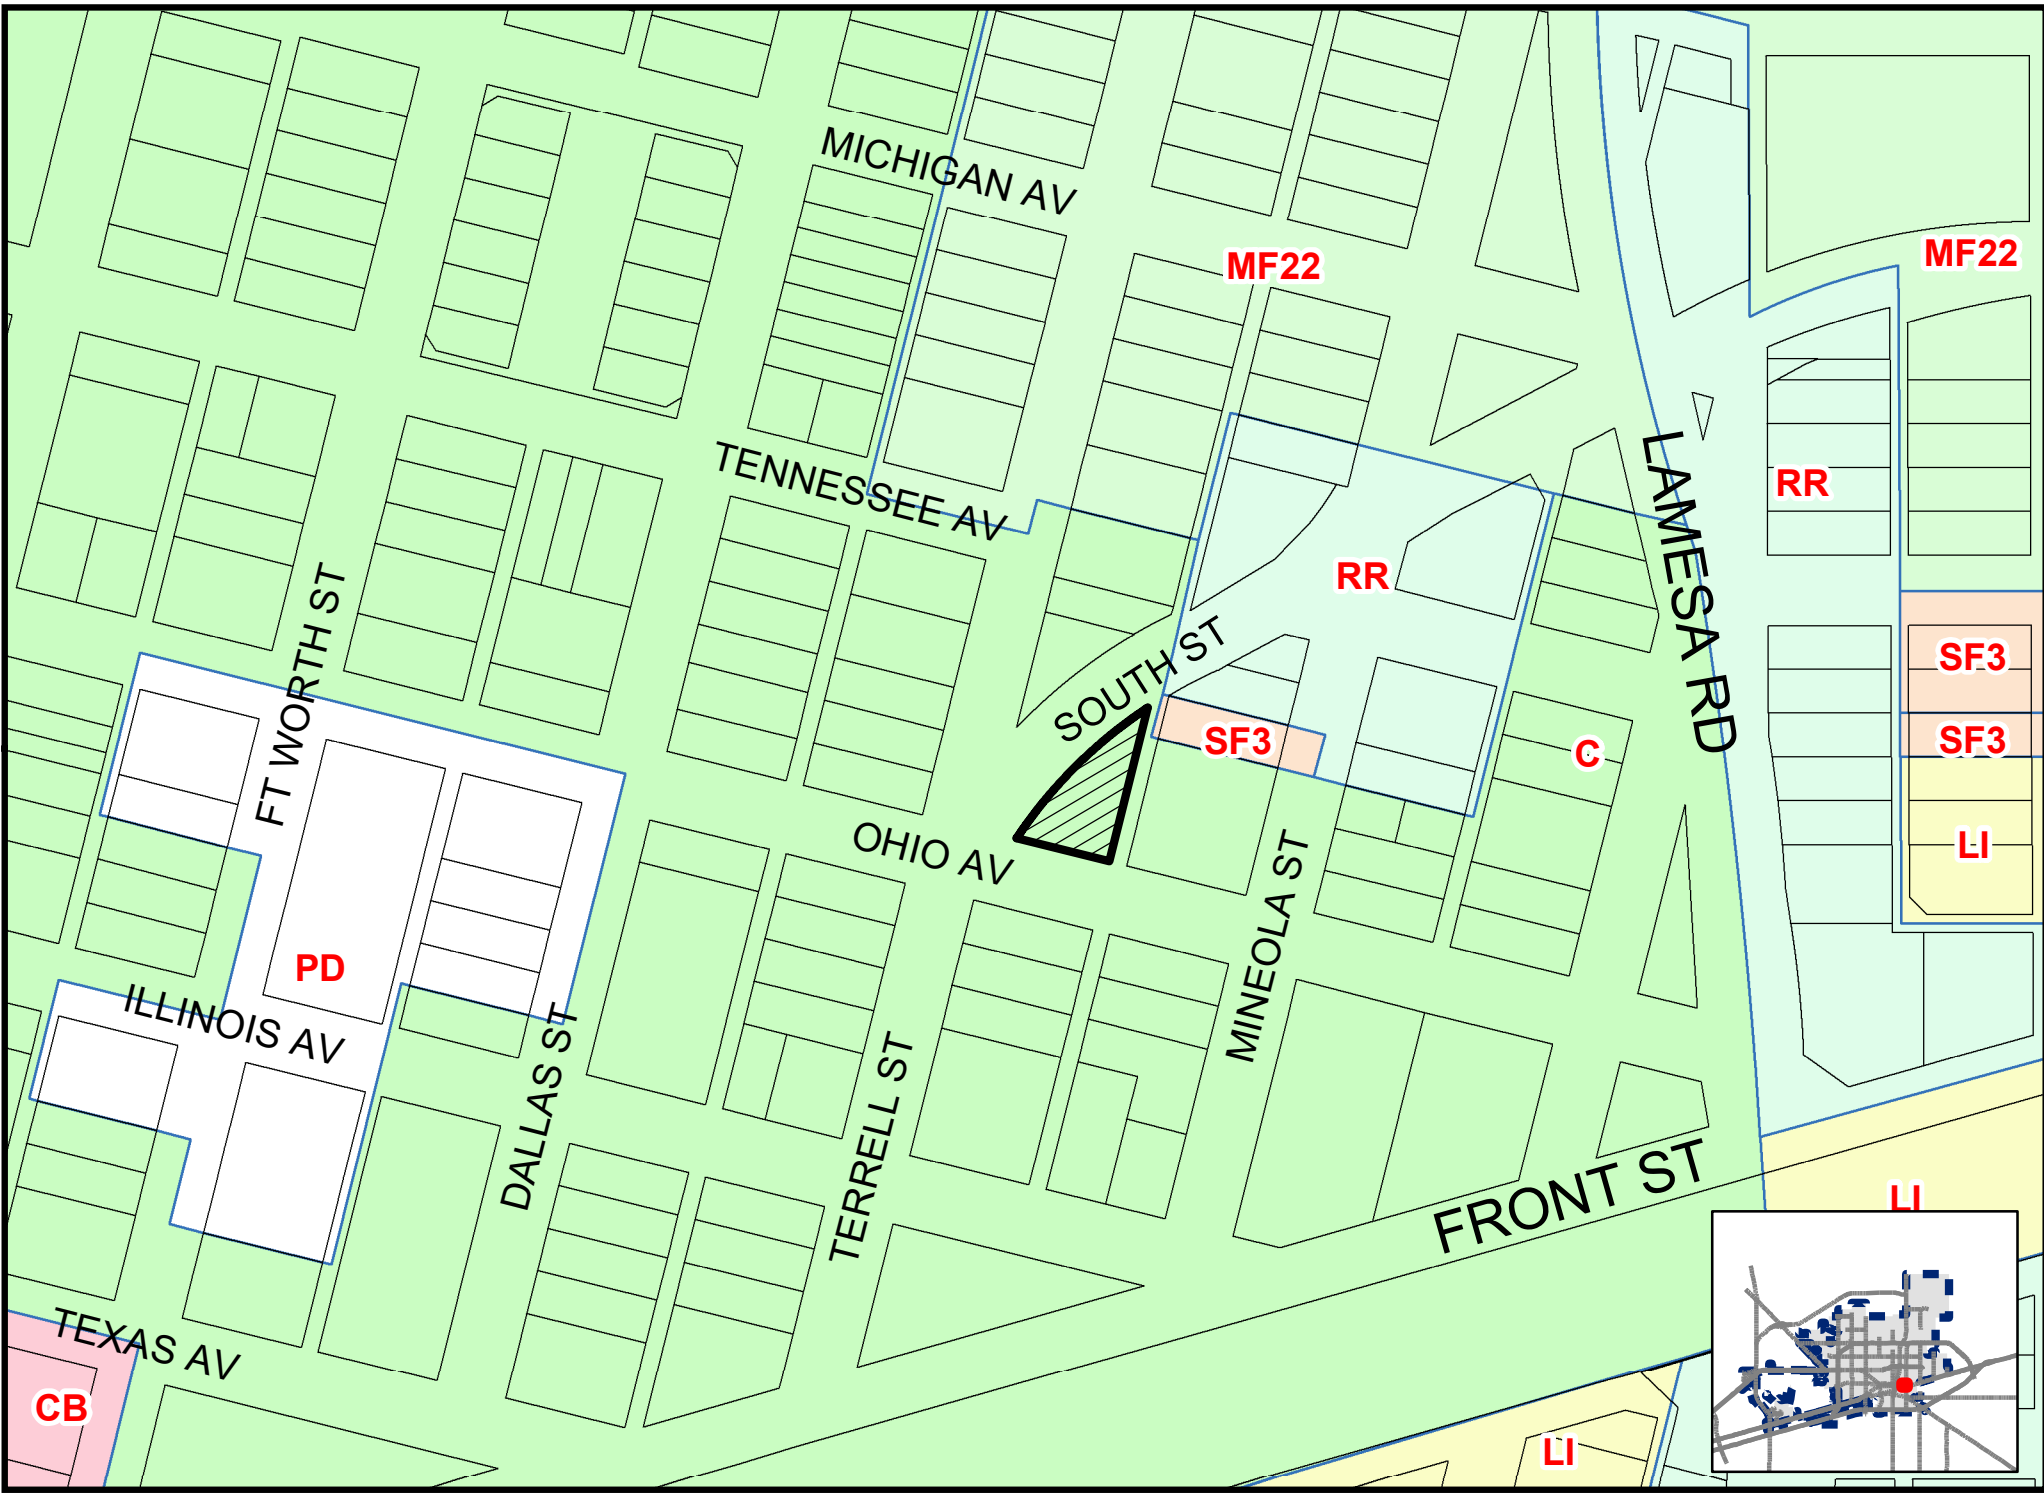 MICHIGAN AV
MF22
MF22
TENNESSEE AV
LAMESA RD
RR
RR
FT WORTH ST
SOUTH ST
SF3
SF3
SF3
C
OHIO AV
LI
MINEOLA ST
PD
ILLINOIS AV
DALLAS ST
TERRELL ST
FRONT ST
LI
TEXAS AV
CB
LI